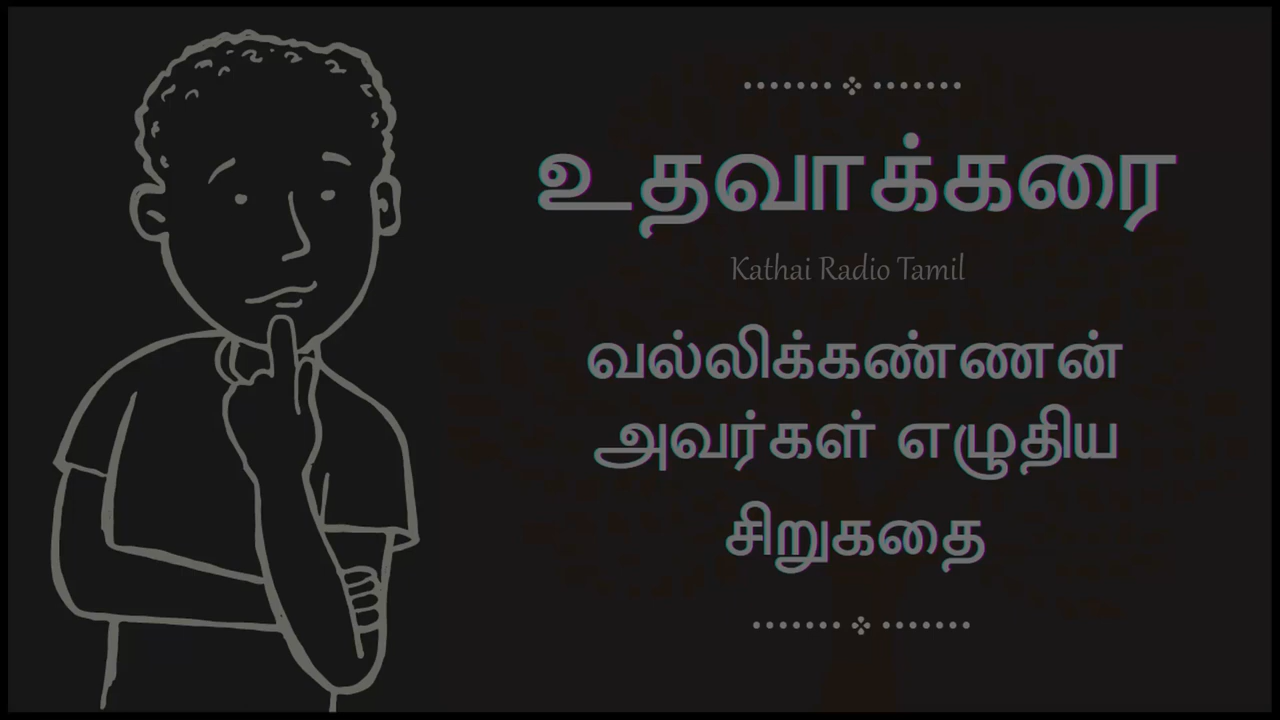 உதவாக்கரை
Kathai Radio Tamil
வல்லிக்கண்ணன்
அவர்கள் எழுதிய
சிறுகதை